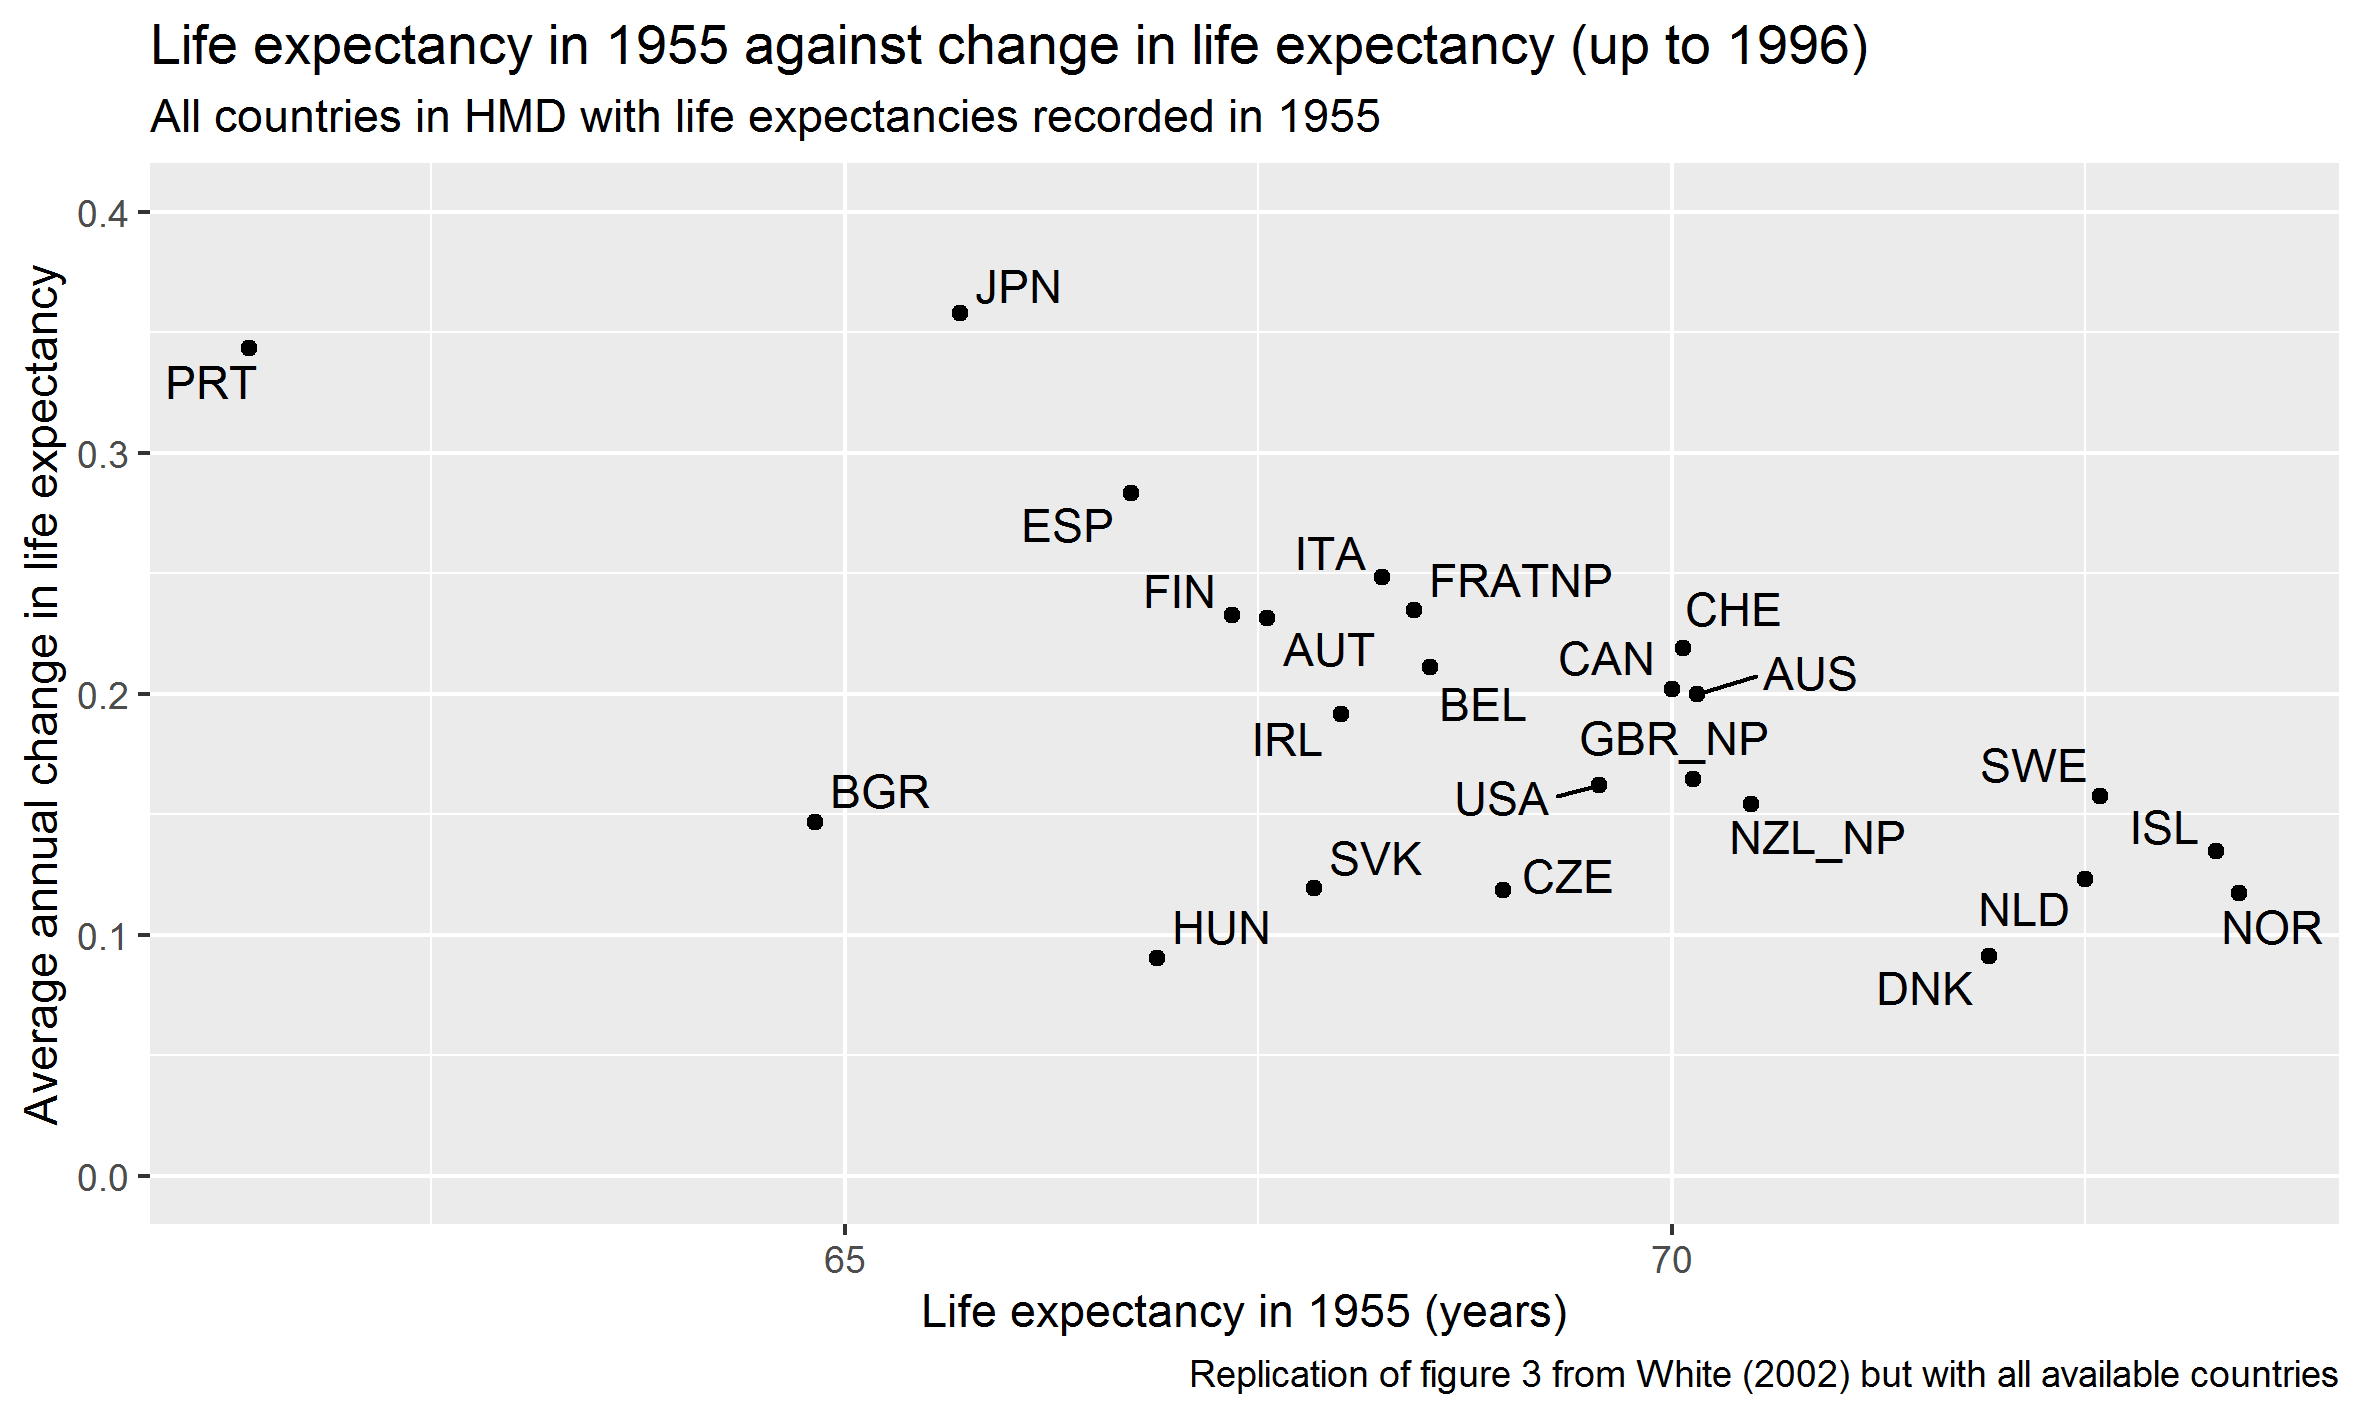 Life expectancy in 1955 against change in life expectancy (up to 1996)
All countries in HMD with life expectancies recorded in 1955
Average annual change in life expectancy
0.4
0.3
0.2
0.1
0.0
JPN
PRT
ESP
ITA
FRATNP
FIN
AUT
CHE
CAN
AUS
BEL
IRL
GBR_NP
SWE
BGR
USA
NZL_NP
ISL
SVK
CZE
HUN
NLD
NOR
DNK
65
70
Life expectancy in 1955 (years)
Replication of figure 3 from White (2002) but with all available countries